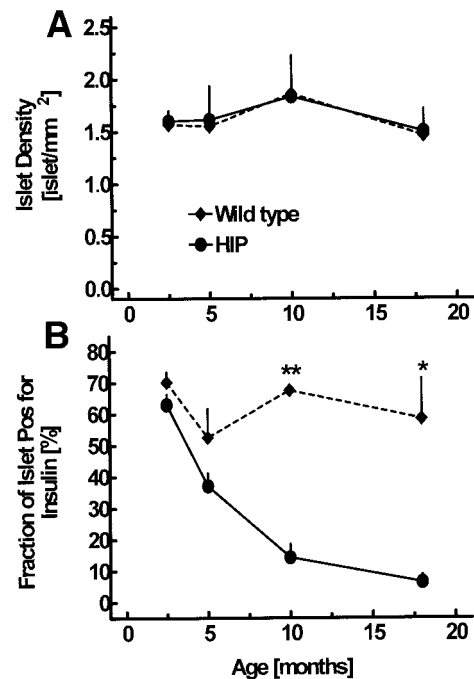 A
Islet Density
[islet/mm²]
2.5
2.0
1.5
1.0
0.5
0.0
Wild type
HIP
0 5 10 15 20
B
Fraction of Islet Pos for
Insulin [%]
80
70
60
50
40
30
20
10
0
** *
0 5 10 15 20
Age [months]